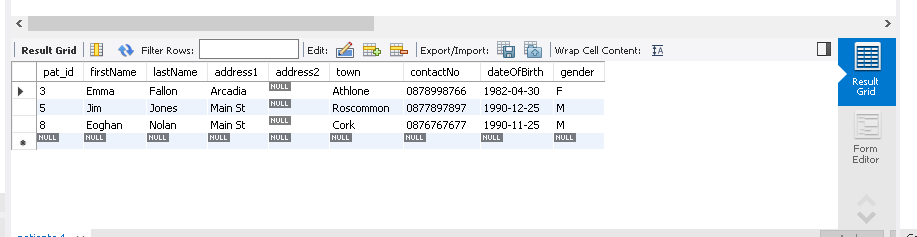 Result Grid Filter Rows: Edit: Export/Import: Wrap Cell Content: IA
pat_id firstName lastName address1 address2 town contactNo dateOfBirth gender
3 Emma Fallon Arcadia NULL Athlone 0878998766 1982-04-30 F
5 Jim Jones Main St NULL Roscommon 0877897897 1990-12-25 M
8 Eoghan Nolan Main St NULL Cork 0876767677 1990-11-25 M
NULL NULL NULL NULL NULL NULL NULL NULL NULL
Result
Grid
Form
Editor